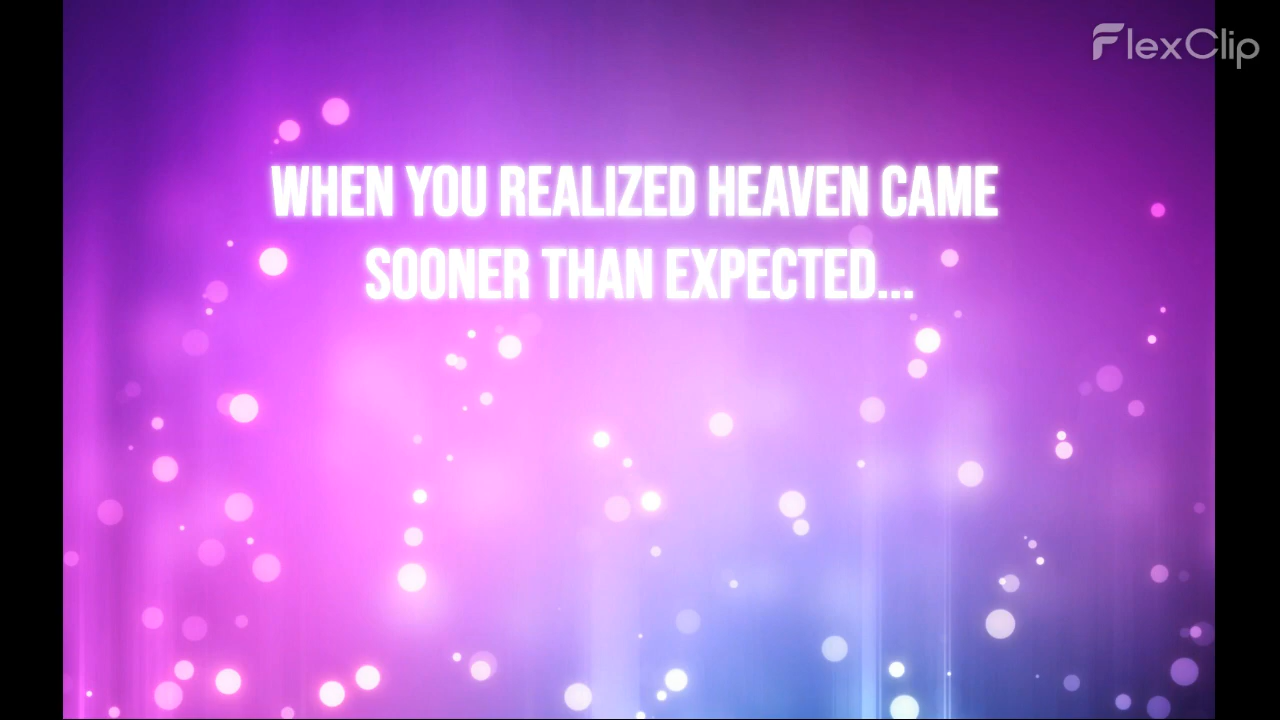 FlexClip
WHEN YOU REALIZED HEAVEN CAME
SOONER THAN EXPECTED...